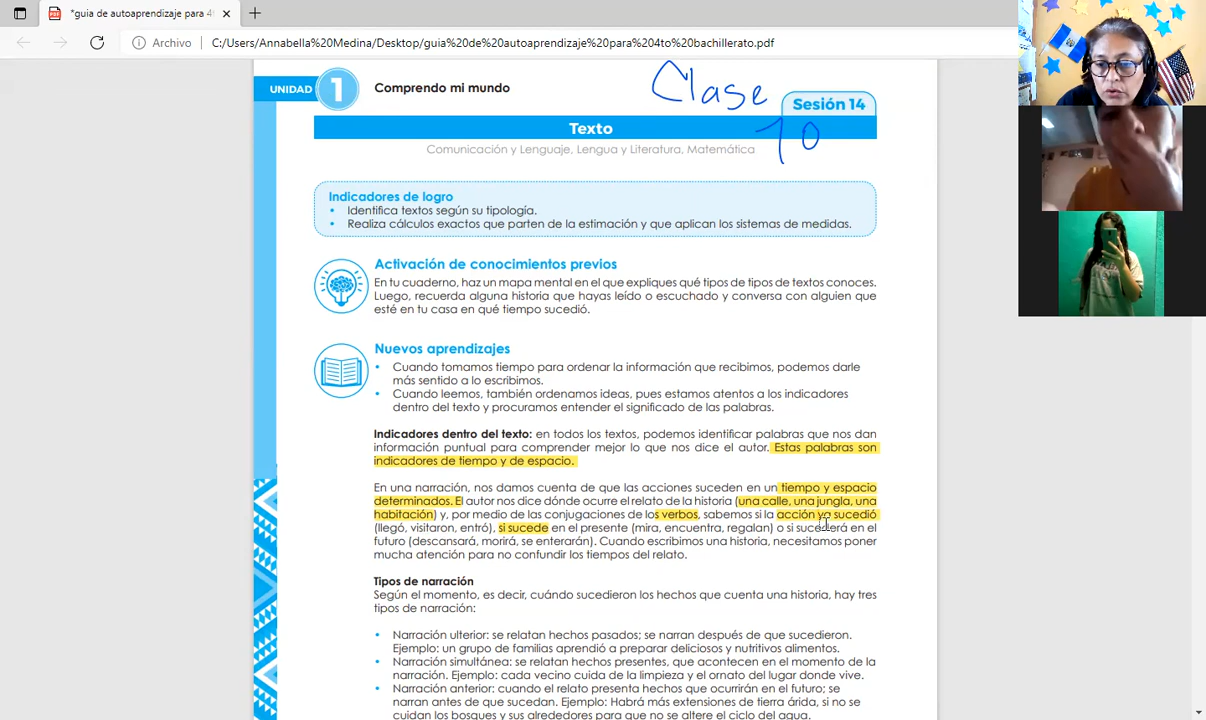 *guia de autoaprendizaje para 4
Archivo
C:/Users/Annabella%20Medina/Desktop/guia%20de%20autoaprendizaje%20para%204to%20bachillerato.pdf
UNIDAD 1 Comprendo mi mundo
Clase
Sesión 14
Texto
10
Comunicación y Lenguaje, Lengua y Literatura, Matemática
Indicadores de logro
• Identifica textos según su tipología.
• Realiza cálculos exactos que parten de la estimación y que aplican los sistemas de medidas.
Activación de conocimientos previos
En tu cuaderno, haz un mapa mental en el que expliques qué tipos de tipos de textos conoces.
Luego, recuerda alguna historia que hayas leído o escuchado y conversa con alguien que
esté en tu casa en qué tiempo sucedió.
Nuevos aprendizajes
• Cuando tomamos tiempo para ordenar la información que recibimos, podemos darle
más sentido a lo escribimos.
• Cuando leemos, también ordenamos ideas, pues estamos atentos a los indicadores
dentro del texto y procuramos entender el significado de las palabras.
Indicadores dentro del texto: en todos los textos, podemos identificar palabras que nos dan
información puntual para comprender mejor lo que nos dice el autor. Estas palabras son
indicadores de tiempo y de espacio.
En una narración, nos damos cuenta de que las acciones suceden en un tiempo y espacio
determinados. El autor nos dice dónde ocurre el relato de la historia (una calle, una jungla, una
habitación) y, por medio de las conjugaciones de los verbos, sabemos si la acción ya sucedió
(llegó, visitaron, entró), si sucede en el presente (mira, encuentra, regalan) o si sucederá en el
futuro (descansará, morirá, se enterarán). Cuando escribimos una historia, necesitamos poner
mucha atención para no confundir los tiempos del relato.
Tipos de narración
Según el momento, es decir, cuándo sucedieron los hechos que cuenta una historia, hay tres
tipos de narración:
• Narración ulterior: se relatan hechos pasados; se narran después de que sucedieron.
Ejemplo: un grupo de familias aprendió a preparar deliciosos y nutritivos alimentos.
• Narración simultánea: se relatan hechos presentes, que acontecen en el momento de la
narración. Ejemplo: cada vecino cuida de la limpieza y el ornato del lugar donde vive.
• Narración anterior: cuando el relato presenta hechos que ocurrirán en el futuro; se
narran antes de que sucedan. Ejemplo: Habrá más extensiones de tierra árida, si no se
cuidan los bosques y sus alrededores para que no se altere el ciclo del agua.